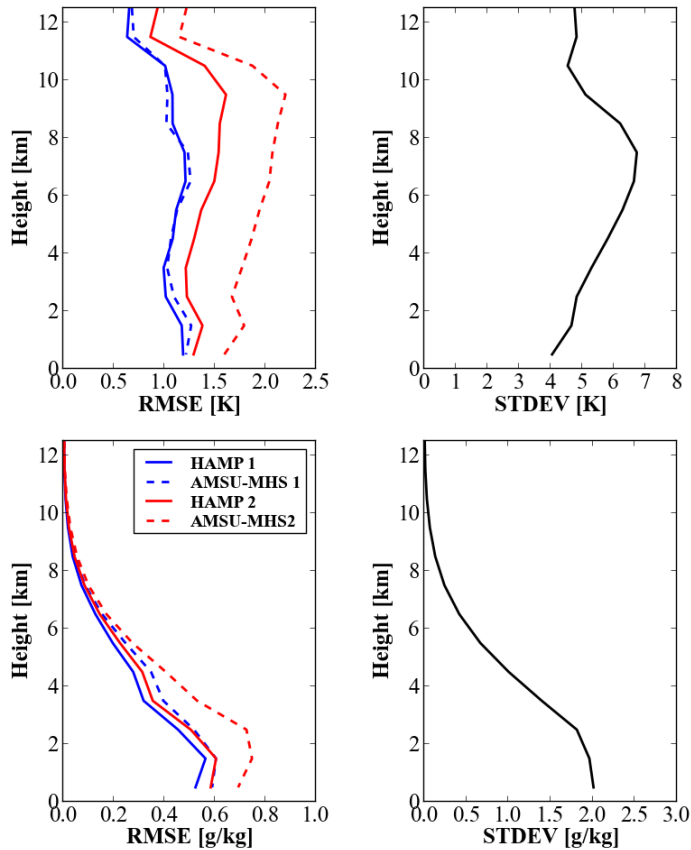 12
10
8
6
4
2
0
Height [km]
0.0 0.5 1.0 1.5 2.0 2.5
RMSE [K]
12
10
8
6
4
2
0
Height [km]
0 1 2 3 4 5 6 7 8
STDEV [K]
12
10
8
6
4
2
0
Height [km]
HAMP 1
AMSU-MHS 1
HAMP 2
AMSU-MHS2
0.0 0.2 0.4 0.6 0.8 1.0
RMSE [g/kg]
12
10
8
6
4
2
0
Height [km]
0.0 0.5 1.0 1.5 2.0 2.5 3.0
STDEV [g/kg]